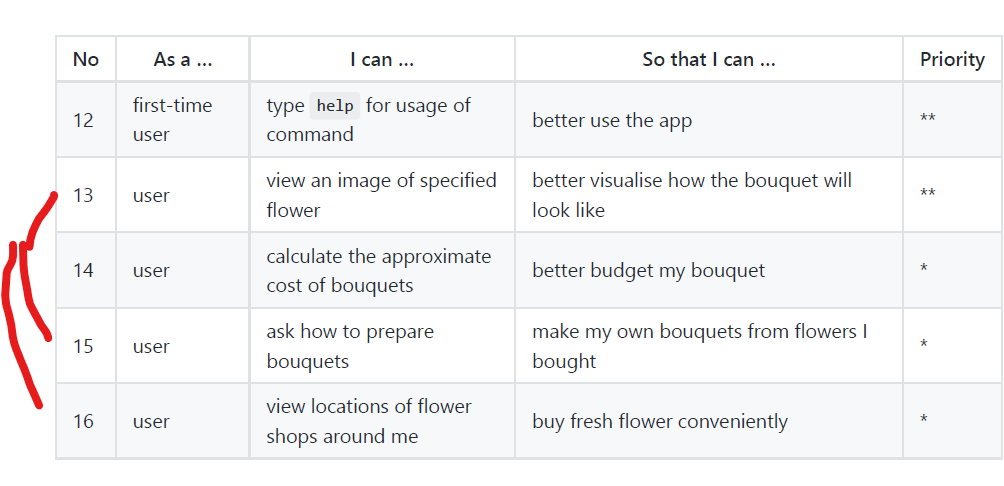 No As a ... I can ... So that I can ... Priority
first-time type help for usage of
12 better use the app **
user command
view an image of specified better visualise how the bouquet will
13 user **
flower look like
calculate the approximate
14 user better budget my bouquet *
cost of bouquets
ask how to prepare make my own bouquets from flowers I
15 user *
bouquets bought
view locations of flower
16 user buy fresh flower conveniently *
shops around me